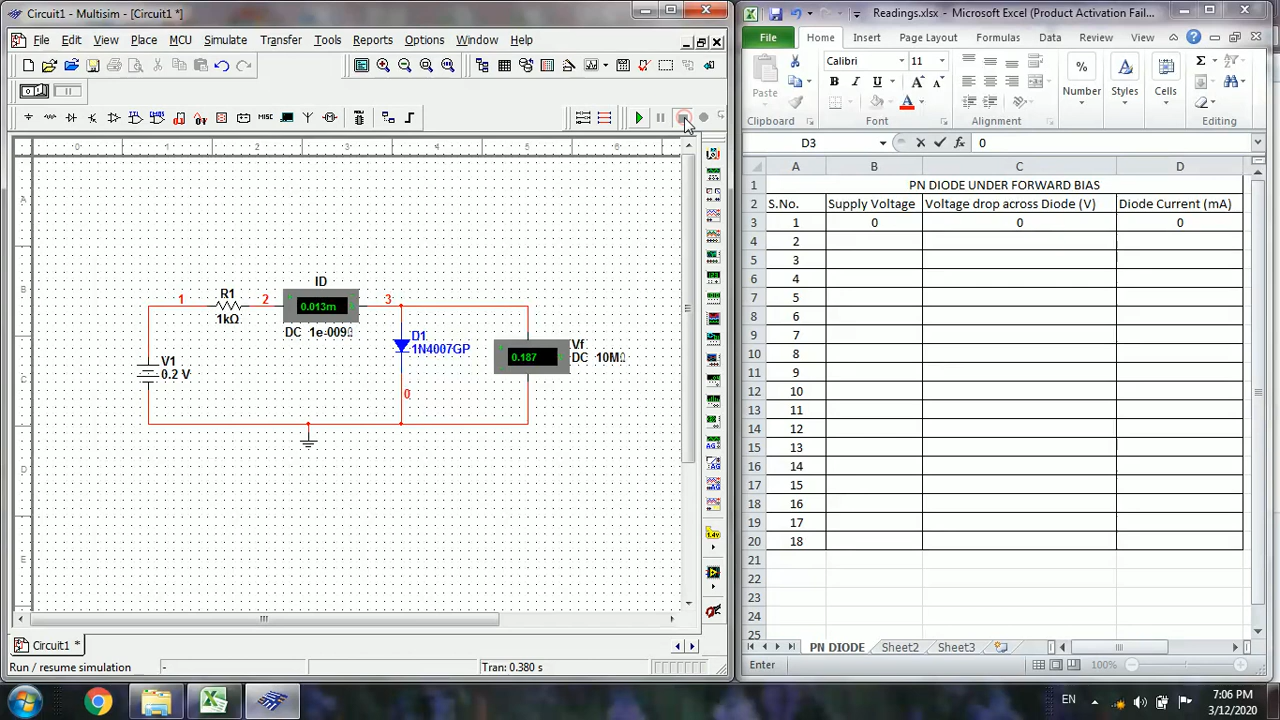 Circuit1 - Multisim - [Circuit1 *]
File Edit View Place MCU Simulate Transfer Tools Reports Options Window Help
0 1 2 3 4 5 6
A
B
C
D
E
ID
R1
1kΩ
1 2 3
0.013m
DC 1e-009Ω
V1
0.2 V
D1
1N4007GP
0.187
Vf
DC 10MΩ
0
Circuit1 *
Run / resume simulation - Tran: 0.380 s
Readings.xlsx - Microsoft Excel (Product Activation Fail...
File Home Insert Page Layout Formulas Data Review View
Paste
Calibri 11
B I U
Number Styles Cells
Clipboard Font Alignment Editing
D3 fx 0
A B C D
1 PN DIODE UNDER FORWARD BIAS
2 S.No. Supply Voltage Voltage drop across Diode (V) Diode Current (mA)
3 1 0 0 0
4 2
5 3
6 4
7 5
8 6
9 7
10 8
11 9
12 10
13 11
14 12
15 13
16 14
17 15
18 16
19 17
20 18
21
22
23
24
25
PN DIODE Sheet2 Sheet3
Enter 100%
EN 7:06 PM
3/12/2020